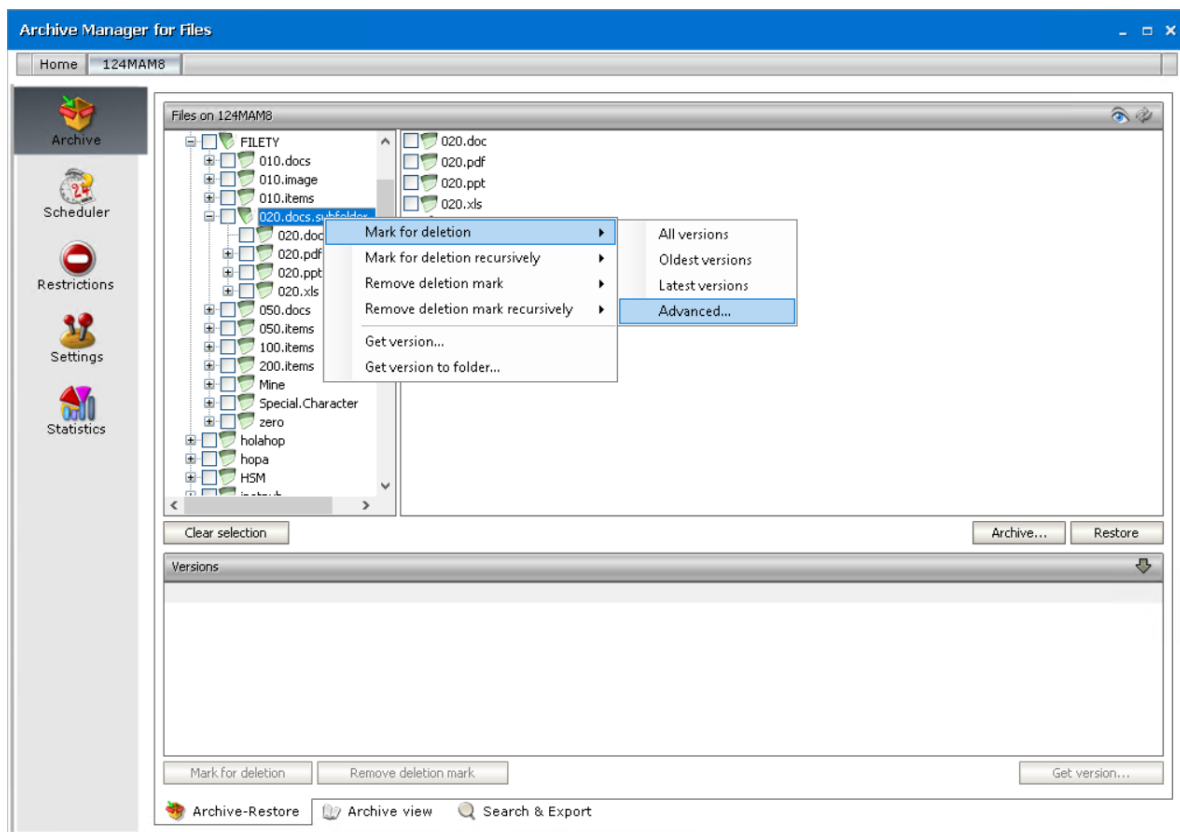 Archive Manager for Files
Home 124MAM8
Archive
Scheduler
Restrictions
Settings
Statistics
Files on 124MAM8
FILETY
010.docs
010.image
010.items
020.docs.subfolder
020.doc
020.pdf
020.ppt
020.xls
050.docs
050.items
100.items
200.items
Mine
Special.Character
zero
holahop
hopa
HSM
020.doc
020.pdf
020.ppt
020.xls
Mark for deletion
Mark for deletion recursively
Remove deletion mark
Remove deletion mark recursively
Get version...
Get version to folder...
All versions
Oldest versions
Latest versions
Advanced...
Clear selection
Archive... Restore
Versions
Mark for deletion Remove deletion mark Get version...
Archive-Restore Archive view Search & Export